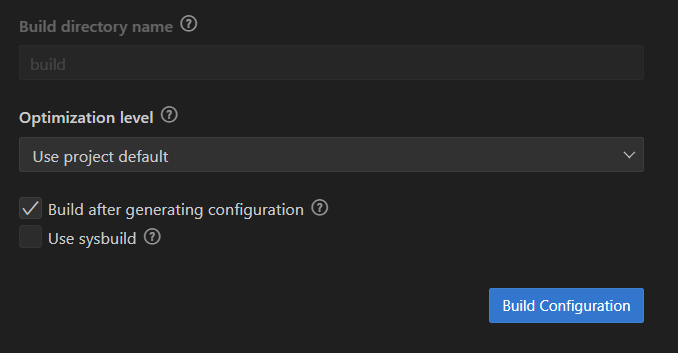 Build directory name
build
Optimization level
Use project default
Build after generating configuration
Use sysbuild
Build Configuration